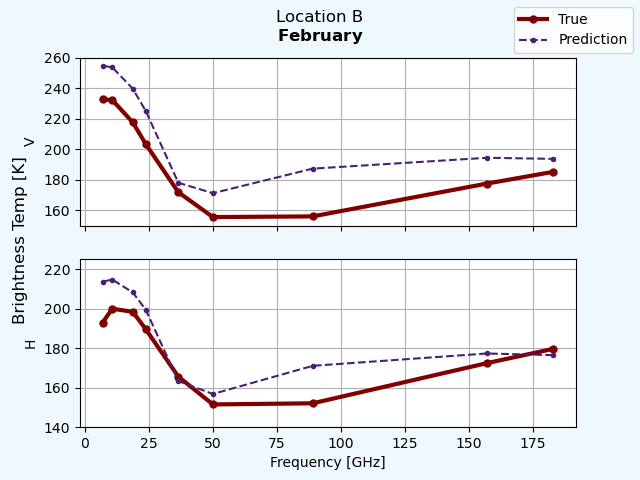 Location B
February
True
Prediction
Brightness Temp [K]
V
260
240
220
200
180
160
H
220
200
180
160
140
0 25 50 75 100 125 150 175
Frequency [GHz]